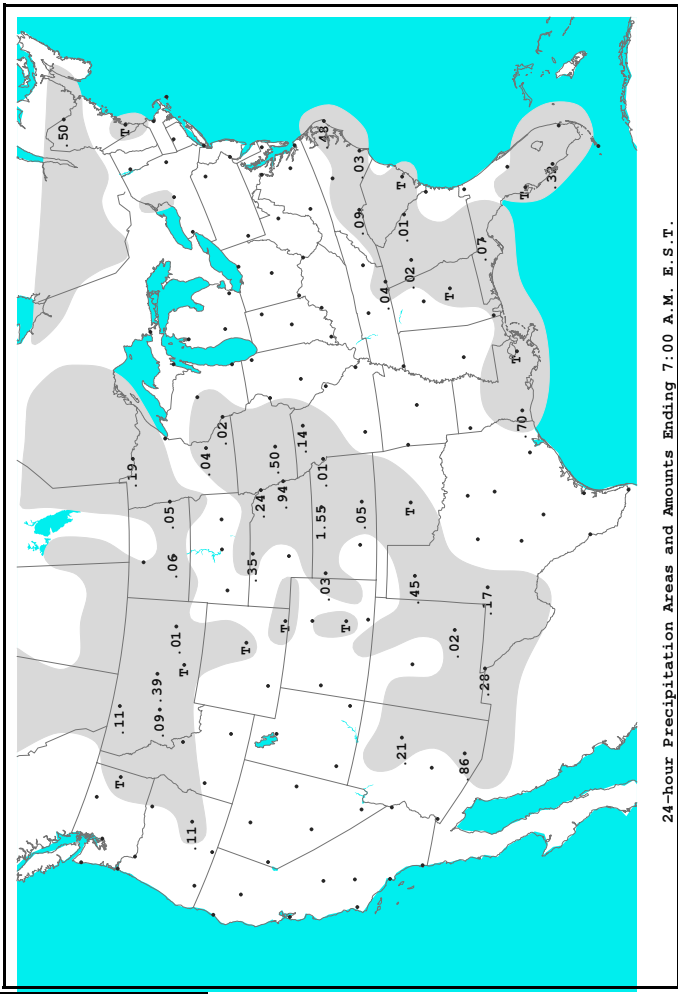 .50
.11
T
T
.19
.39
.09
.05
.06
.01
T
.11
.04
.02
T
.35
.24
.50
.94
T
.14
1.55
.01
.48
.03
T
.03
.09
.05
.04
T
.21
.01
T
.02
.45
T
.02
.86
.07
.28
.17
T
.70
T
24-hour Precipitation Areas and Amounts Ending 7:00 A.M. E.S.T.